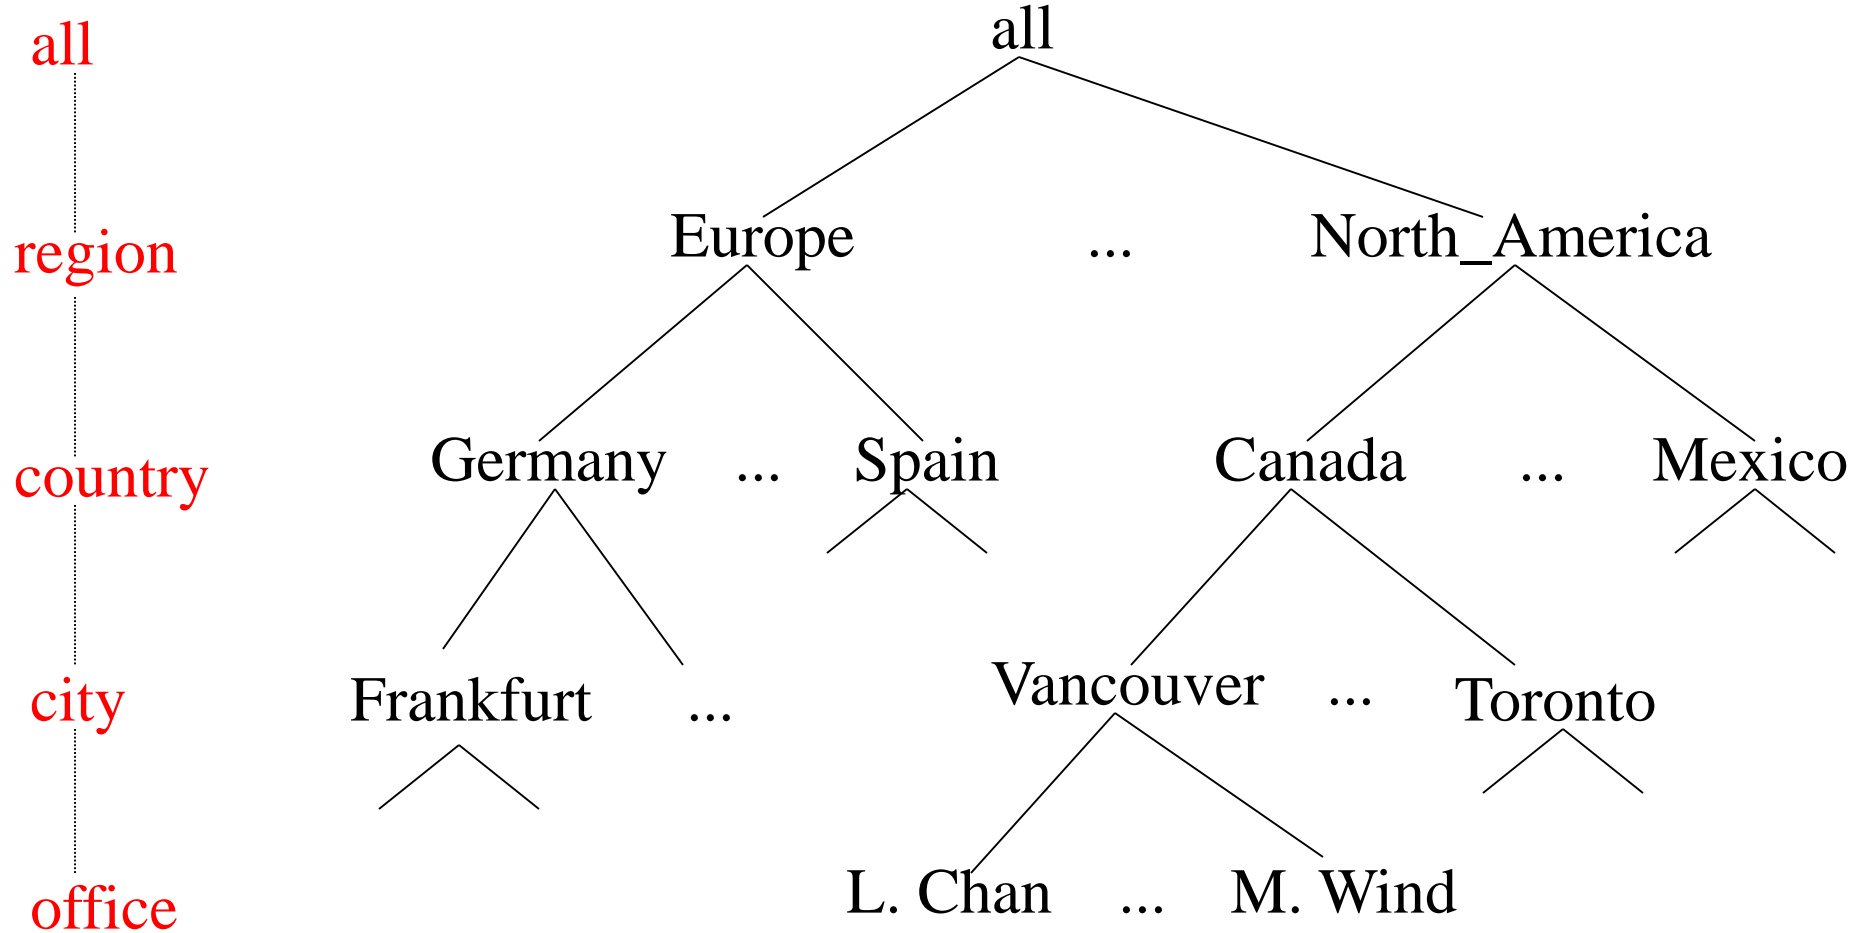 all
all
region
Europe ... North_America
country
Germany ... Spain Canada ... Mexico
city
Frankfurt ... Vancouver ... Toronto
office
L. Chan ... M. Wind